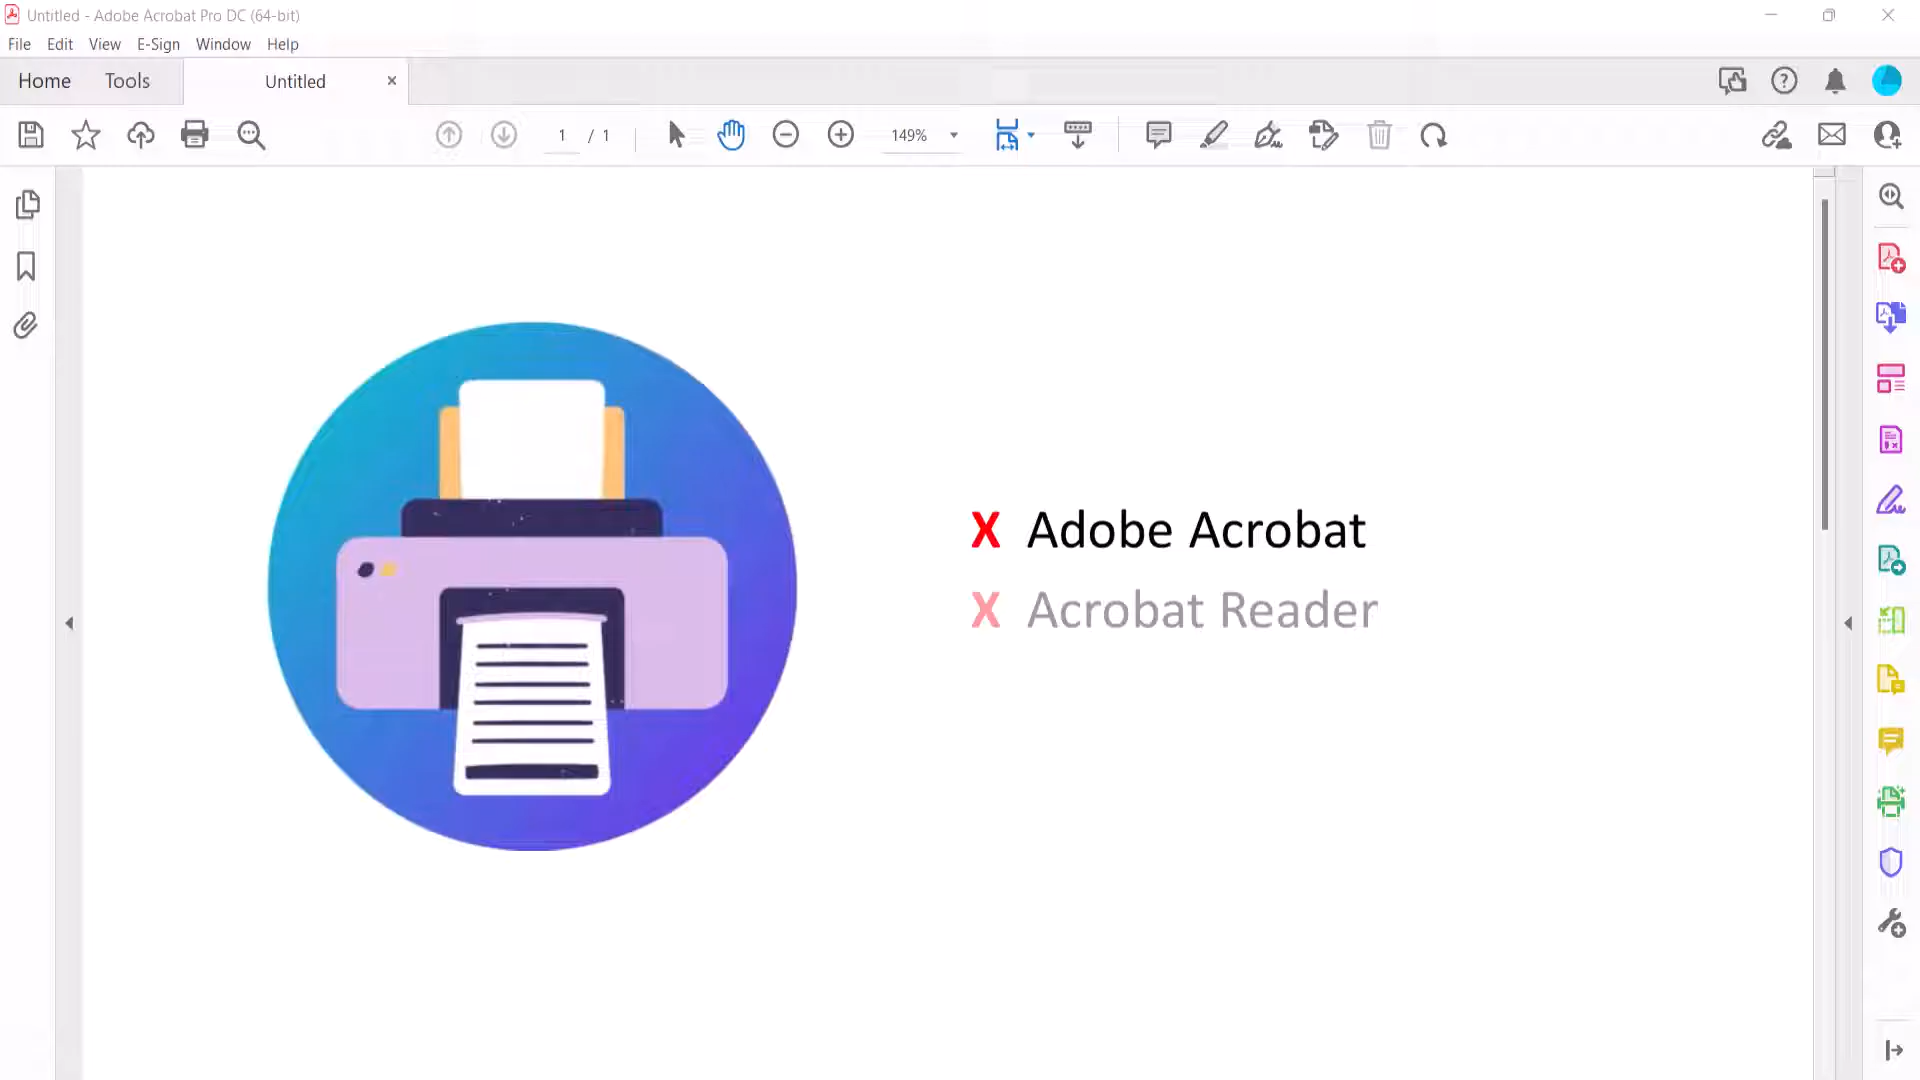 Untitled - Adobe Acrobat Pro DC (64-bit)
File Edit View E-Sign Window Help
Home Tools Untitled
1 / 1 149%
X Adobe Acrobat
X Acrobat Reader